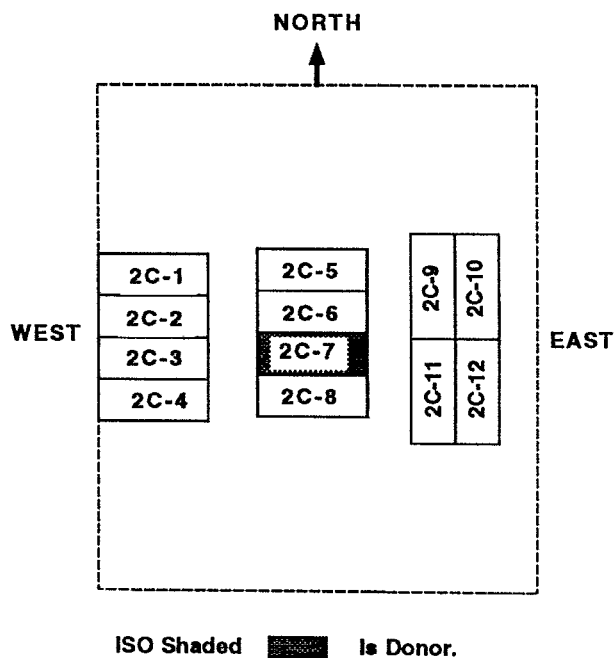 NORTH
2C-1
2C-2
2C-3
2C-4
2C-5
2C-6
2C-7
2C-8
2C-9
2C-10
2C-11
2C-12
WEST
EAST
ISO Shaded Is Donor.